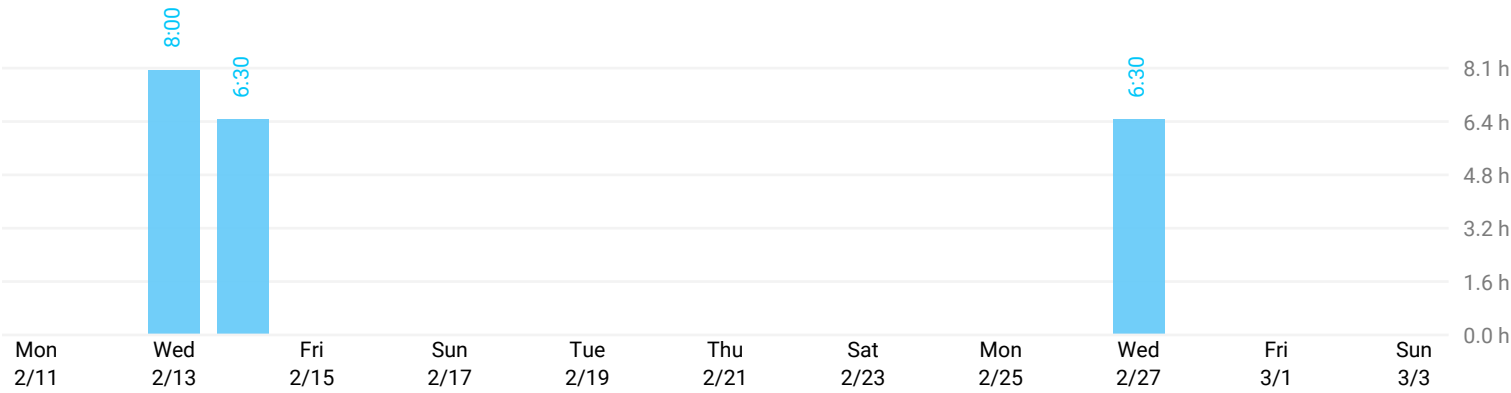 8:00
6:30
6:30
8.1 h
6.4 h
4.8 h
3.2 h
1.6 h
0.0 h
Mon Wed Fri Sun Tue Thu Sat Mon Wed Fri Sun
2/11 2/13 2/15 2/17 2/19 2/21 2/23 2/25 2/27 3/1 3/3